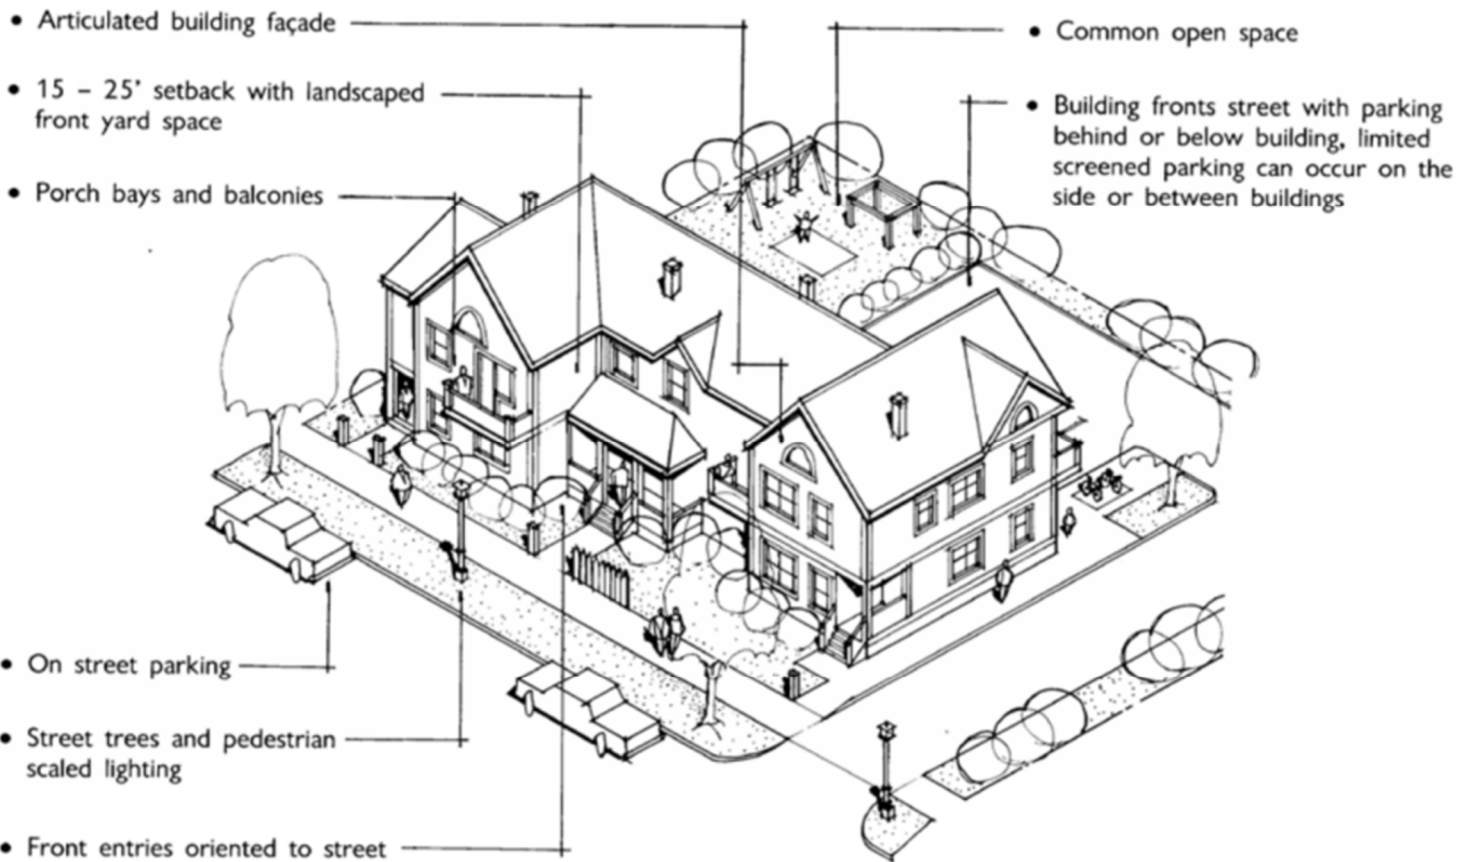 • Articulated building façade
• 15 – 25' setback with landscaped
front yard space
• Porch bays and balconies
• Common open space
• Building fronts street with parking
behind or below building, limited
screened parking can occur on the
side or between buildings
• On street parking
• Street trees and pedestrian
scaled lighting
• Front entries oriented to street